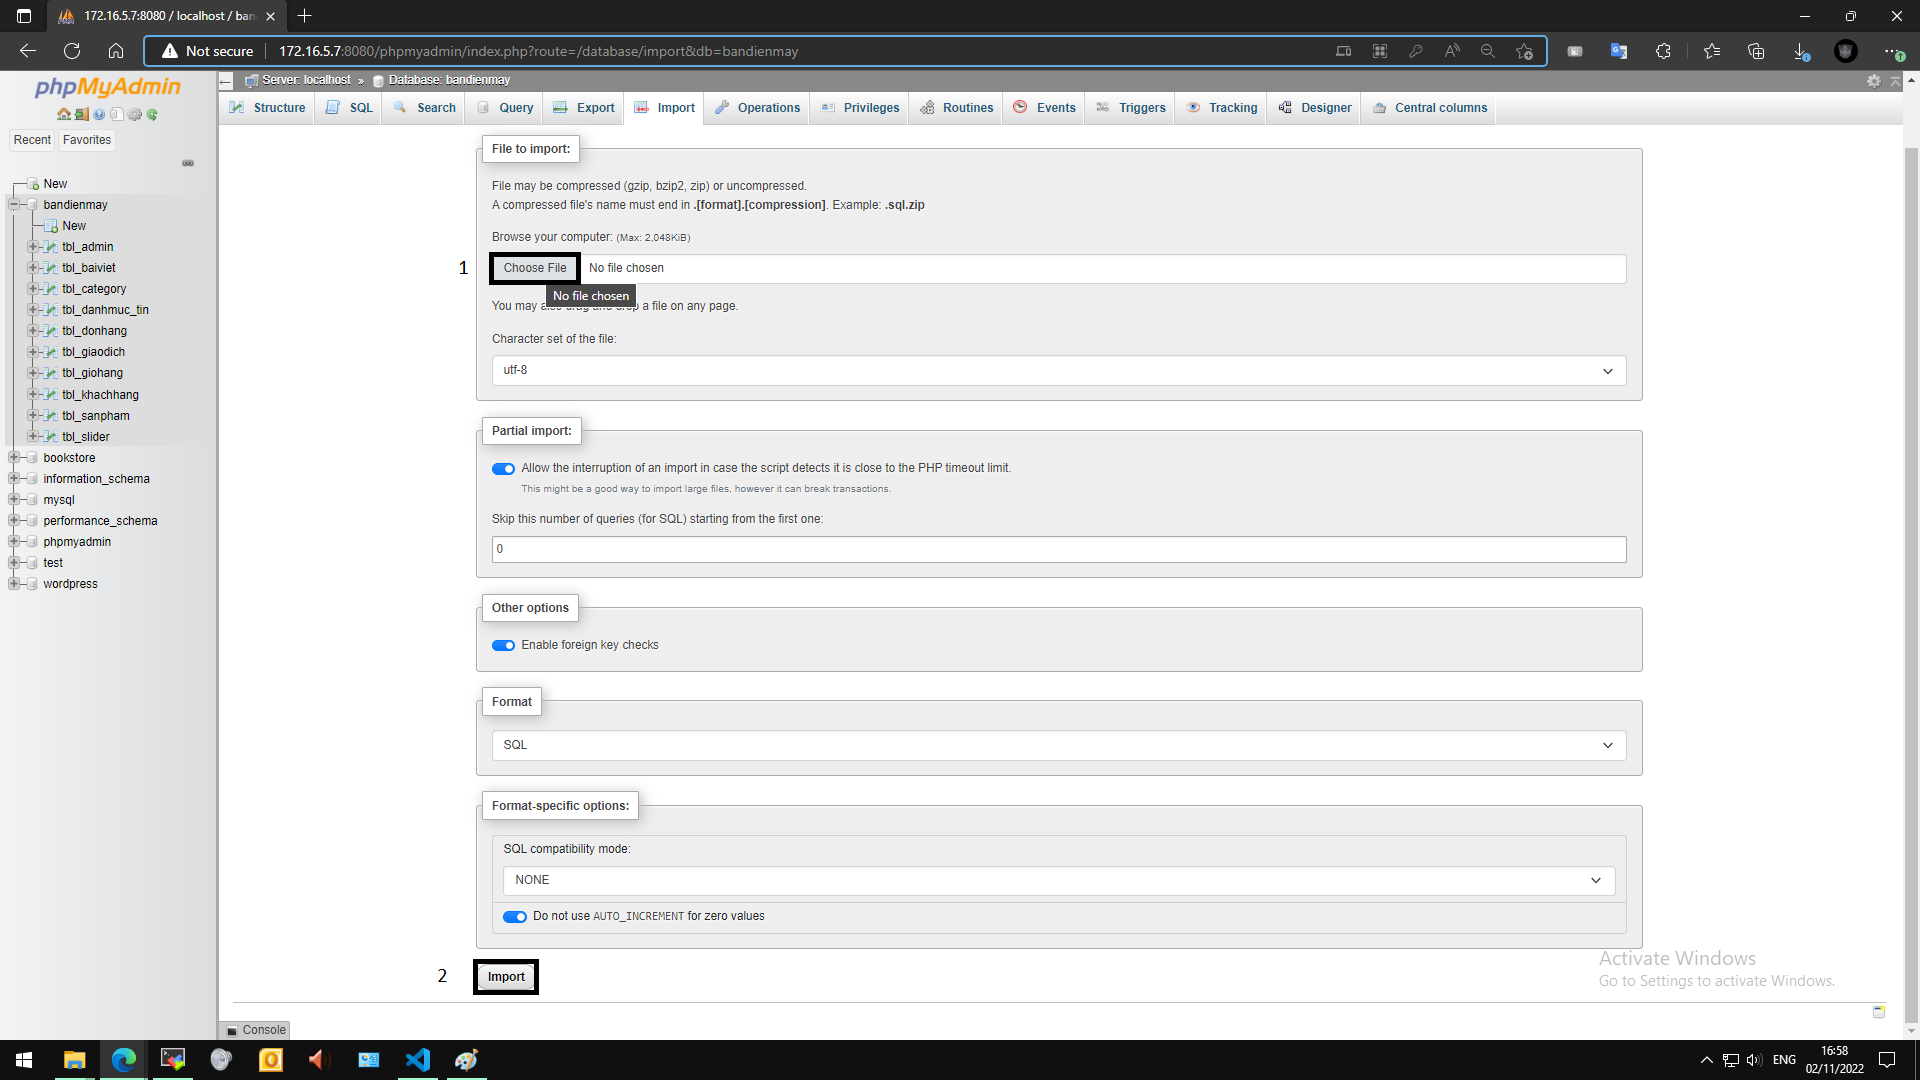 172.16.5.7:8080 / localhost / ban
Not secure
172.16.5.7:8080/phpmyadmin/index.php?route=/database/import&db=bandienmay
phpMyAdmin
Server: localhost » Database: bandienmay
Structure SQL Search Query Export Import Operations Privileges Routines Events Triggers Tracking Designer Central columns
Recent Favorites
New
bandienmay
New
tbl_admin
tbl_baiviet
tbl_category
tbl_danhmuc_tin
tbl_donhang
tbl_giaodich
tbl_giohang
tbl_khachhang
tbl_sanpham
tbl_slider
bookstore
information_schema
mysql
performance_schema
phpmyadmin
test
wordpress
File to import:
File may be compressed (gzip, bzip2, zip) or uncompressed.
A compressed file's name must end in .[format].[compression]. Example: .sql.zip
Browse your computer: (Max: 2,048KiB)
1
Choose File No file chosen
No file chosen
You may also drag and drop a file on any page.
Character set of the file:
utf-8
Partial import:
Allow the interruption of an import in case the script detects it is close to the PHP timeout limit.
This might be a good way to import large files, however it can break transactions.
Skip this number of queries (for SQL) starting from the first one:
0
Other options
Enable foreign key checks
Format
SQL
Format-specific options:
SQL compatibility mode:
NONE
Do not use AUTO_INCREMENT for zero values
2
Import
Activate Windows
Go to Settings to activate Windows.
Console
ENG
16:58
02/11/2022